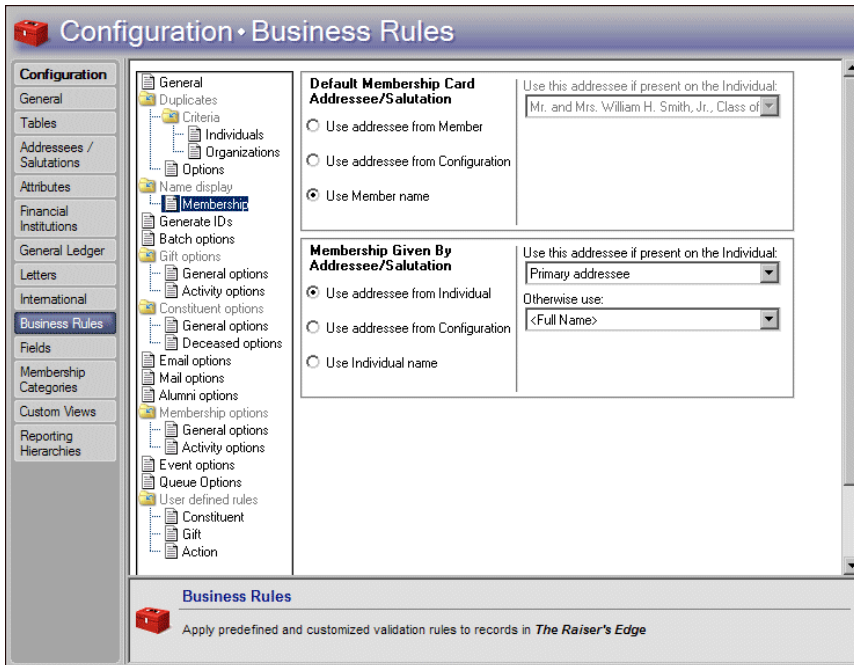 Configuration • Business Rules
Configuration
General
Tables
Addressees /
Salutations
Attributes
Financial
Institutions
General Ledger
Letters
International
Business Rules
Fields
Membership
Categories
Custom Views
Reporting
Hierarchies
General
Duplicates
Criteria
Individuals
Organizations
Options
Name display
Membership
Generate IDs
Batch options
Gift options
General options
Activity options
Constituent options
General options
Deceased options
Email options
Mail options
Alumni options
Membership options
General options
Activity options
Event options
Queue Options
User defined rules
Constituent
Gift
Action
Default Membership Card
Addressee/Salutation
Use addressee from Member
Use addressee from Configuration
Use Member name
Use this addressee if present on the Individual:
Mr. and Mrs. William H. Smith, Jr., Class of
Membership Given By
Addressee/Salutation
Use addressee from Individual
Use addressee from Configuration
Use Individual name
Use this addressee if present on the Individual:
Primary addressee
Otherwise use:
<Full Name>
Business Rules
Apply predefined and customized validation rules to records in The Raiser's Edge